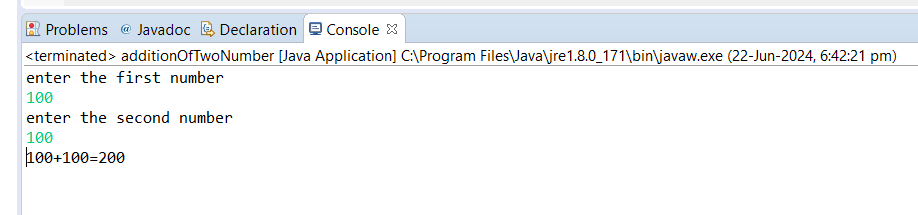 Problems @ Javadoc Declaration Console
<terminated> additionOfTwoNumber [Java Application] C:\Program Files\Java\jre1.8.0_171\bin\javaw.exe (22-Jun-2024, 6:42:21 pm)
enter the first number
100
enter the second number
100
100+100=200